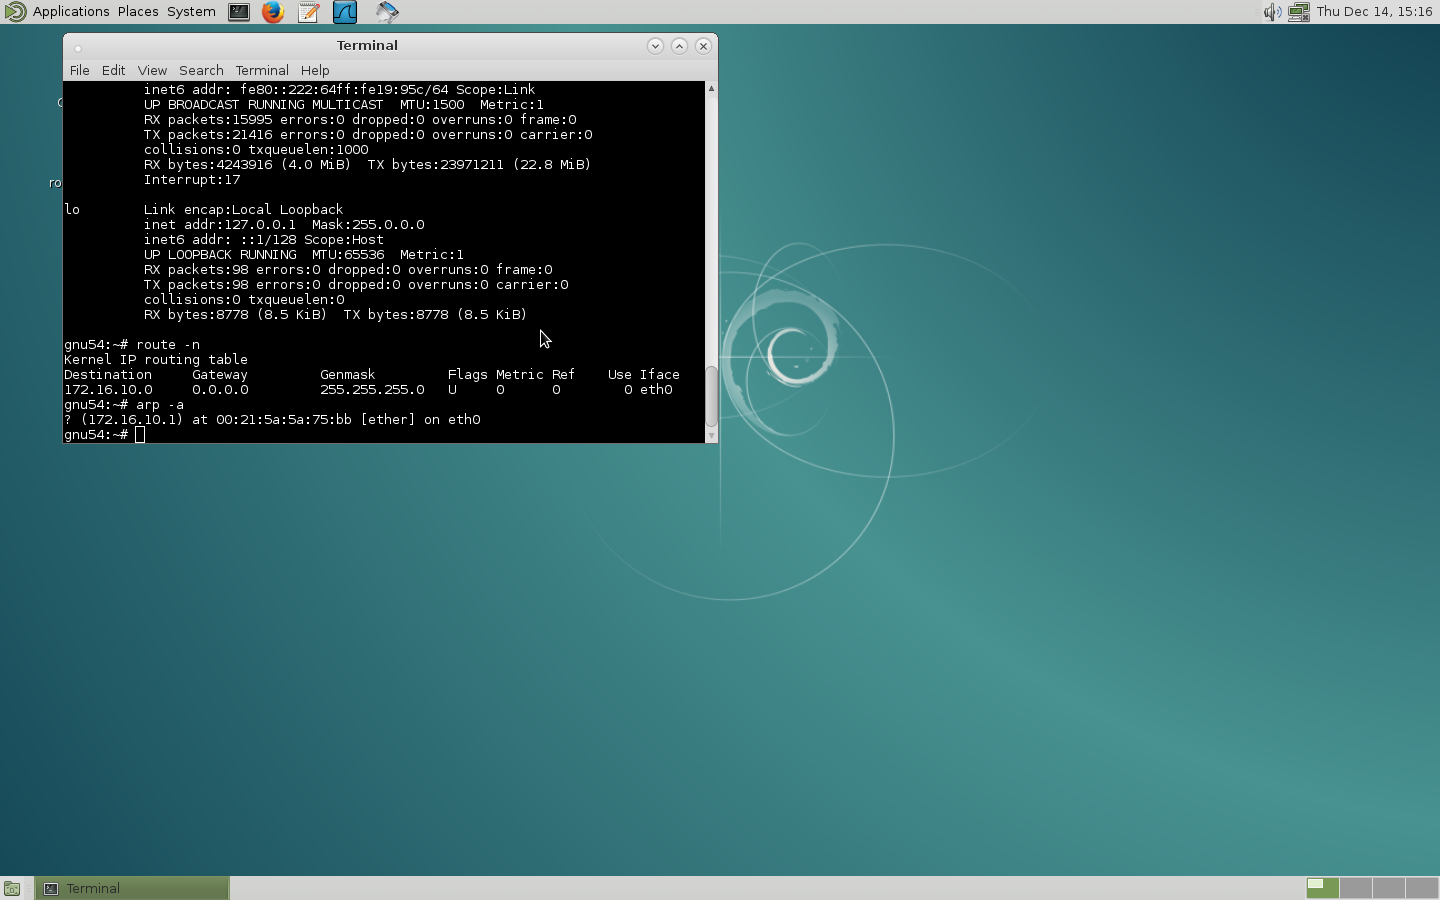 Applications Places System
Thu Dec 14, 15:16
Terminal
File Edit View Search Terminal Help
inet6 addr: fe80::222:64ff:fe19:95c/64 Scope:Link
UP BROADCAST RUNNING MULTICAST  MTU:1500  Metric:1
RX packets:15995 errors:0 dropped:0 overruns:0 frame:0
TX packets:21416 errors:0 dropped:0 overruns:0 carrier:0
collisions:0 txqueuelen:1000
RX bytes:4243916 (4.0 MiB)  TX bytes:23971211 (22.8 MiB)
Interrupt:17
lo        Link encap:Local Loopback
inet addr:127.0.0.1  Mask:255.0.0.0
inet6 addr: ::1/128 Scope:Host
UP LOOPBACK RUNNING  MTU:65536  Metric:1
RX packets:98 errors:0 dropped:0 overruns:0 frame:0
TX packets:98 errors:0 dropped:0 overruns:0 carrier:0
collisions:0 txqueuelen:0
RX bytes:8778 (8.5 KiB)  TX bytes:8778 (8.5 KiB)
gnu54:~# route -n
Kernel IP routing table
Destination     Gateway         Genmask         Flags Metric Ref    Use Iface
172.16.10.0     0.0.0.0         255.255.255.0   U     0      0        0 eth0
gnu54:~# arp -a
? (172.16.10.1) at 00:21:5a:5a:75:bb [ether] on eth0
gnu54:~#
Terminal